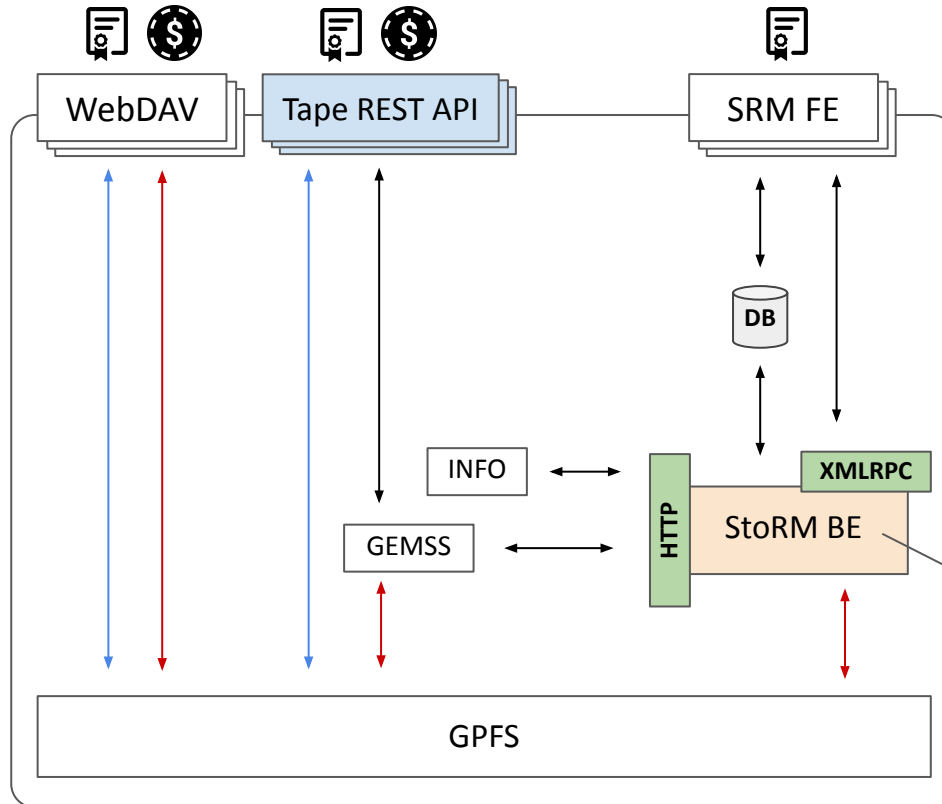 $
$
WebDAV
Tape REST API
SRM FE
DB
INFO
XMLRPC
HTTP
StoRM BE
GEMSS
GPFS